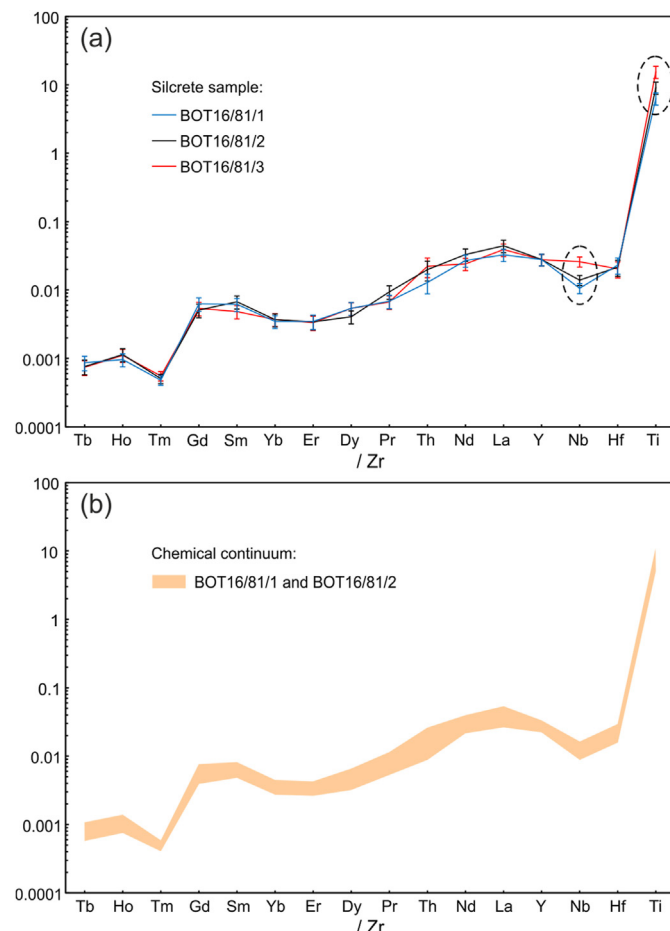 (a)
100
10
1
0.1
0.01
0.001
0.0001
Silcrete sample:
BOT16/81/1
BOT16/81/2
BOT16/81/3
Tb Ho Tm Gd Sm Yb Er Dy Pr Th Nd La Y Nb Hf Ti
/ Zr
(b)
100
10
1
0.1
0.01
0.001
0.0001
Chemical continuum:
BOT16/81/1 and BOT16/81/2
Tb Ho Tm Gd Sm Yb Er Dy Pr Th Nd La Y Nb Hf Ti
/ Zr